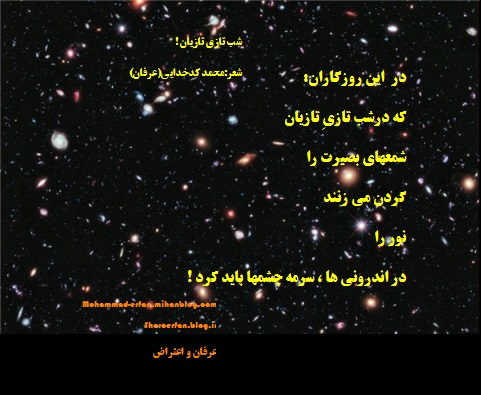 شب تازی تازیان !
شعر:محمد کدخدایی(عرفان)
در این روزگاران؛
که درشب تازیِ تازیان
شمعهای بصیرت را
گردن می زنند
نور را
در اندرونی ها ، سرمه چشمها باید کرد !
Mohammad-erfan.mihanblog.com
Sharoerfan.blog.ir
عرفان و اعتراض